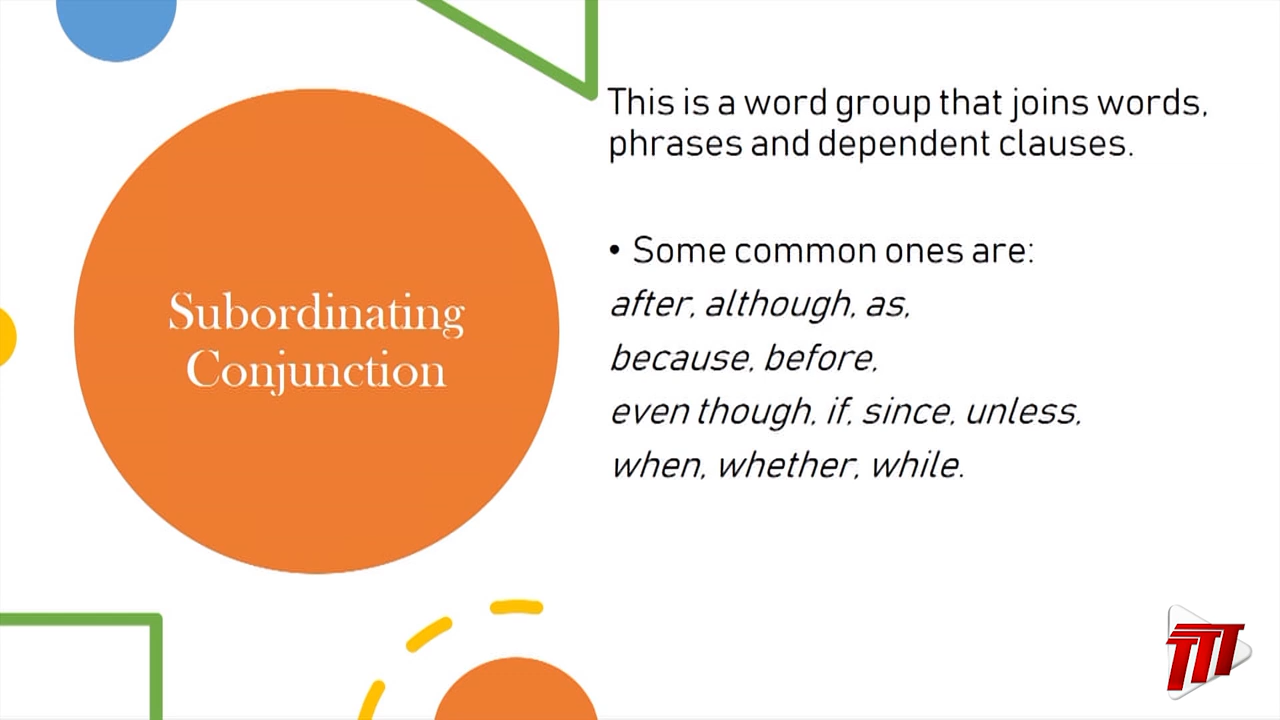 Subordinating
Conjunction
This is a word group that joins words,
phrases and dependent clauses.
• Some common ones are:
after, although, as,
because, before,
even though, if, since, unless,
when, whether, while.
TTT